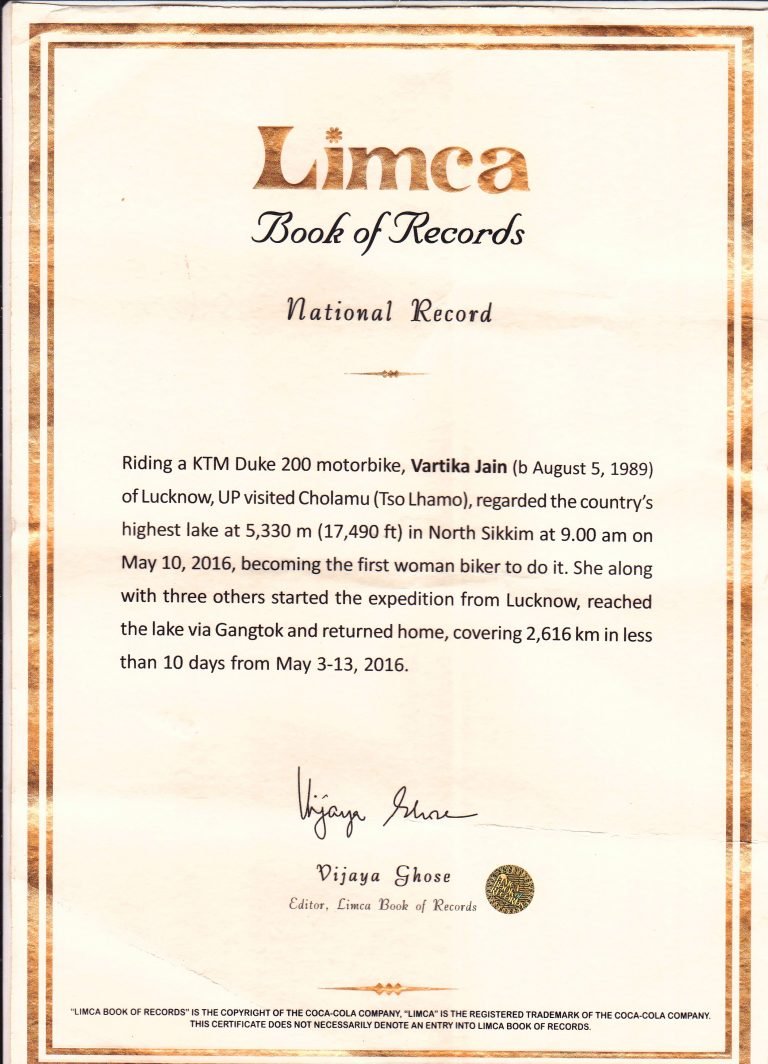 Limca
Book of Records
National Record
Riding a KTM Duke 200 motorbike, Vartika Jain (b August 5, 1989)
of Lucknow, UP visited Cholamu (Tso Lhamo), regarded the country's
highest lake at 5,330 m (17,490 ft) in North Sikkim at 9.00 am on
May 10, 2016, becoming the first woman biker to do it. She along
with three others started the expedition from Lucknow, reached
the lake via Gangtok and returned home, covering 2,616 km in less
than 10 days from May 3-13, 2016.
Vijaya Ghose
Vijaya Ghose
Editor, Limca Book of Records
"LIMCA BOOK OF RECORDS" IS THE COPYRIGHT OF THE COCA-COLA COMPANY, "LIMCA" IS THE REGISTERED TRADEMARK OF THE COCA-COLA COMPANY.
THIS CERTIFICATE DOES NOT NECESSARILY DENOTE AN ENTRY INTO LIMCA BOOK OF RECORDS.